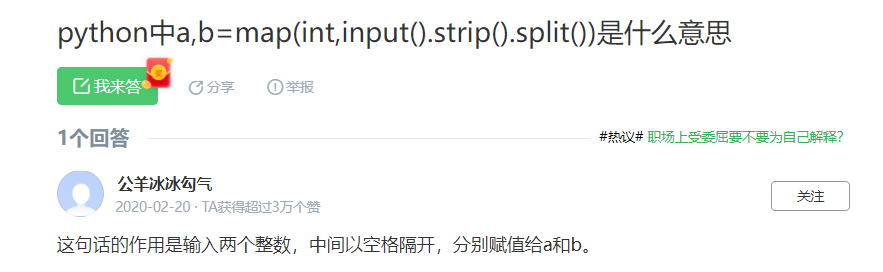 python中a,b=map(int,input().strip().split())是什么意思
我来答
分享
举报
1个回答
#热议# 职场上受委屈要不要为自己解释？
公羊冰冰勾气
2020-02-20 · TA获得超过3万个赞
关注
这句话的作用是输入两个整数，中间以空格隔开，分别赋值给a和b。